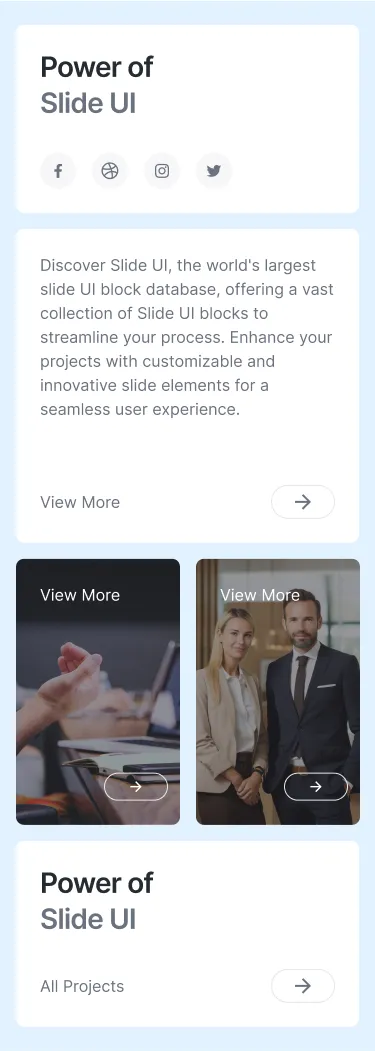 Power of
Slide UI
Discover Slide UI, the world's largest
slide UI block database, offering a vast
collection of Slide UI blocks to
streamline your process. Enhance your
projects with customizable and
innovative slide elements for a
seamless user experience.
View More
View More
View More
Power of
Slide UI
All Projects